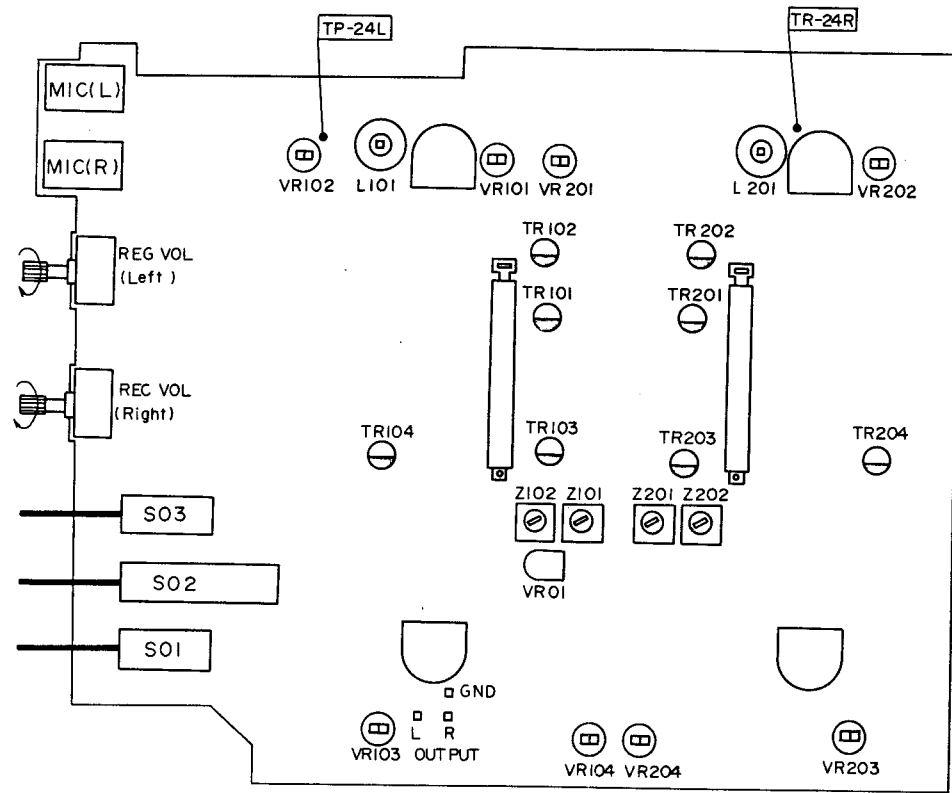 TP-24L
TR-24R
MIC(L)
MIC(R)
VR102
L101
VR101
VR201
L201
VR202
TR102
TR202
REG VOL
(Left)
TR101
TR201
REC VOL
(Right)
TR104
TR103
TR203
TR204
Z102
Z101
Z201
Z202
S03
VR01
S02
S01
GND
L
R
VR103
OUTPUT
VR104
VR204
VR203